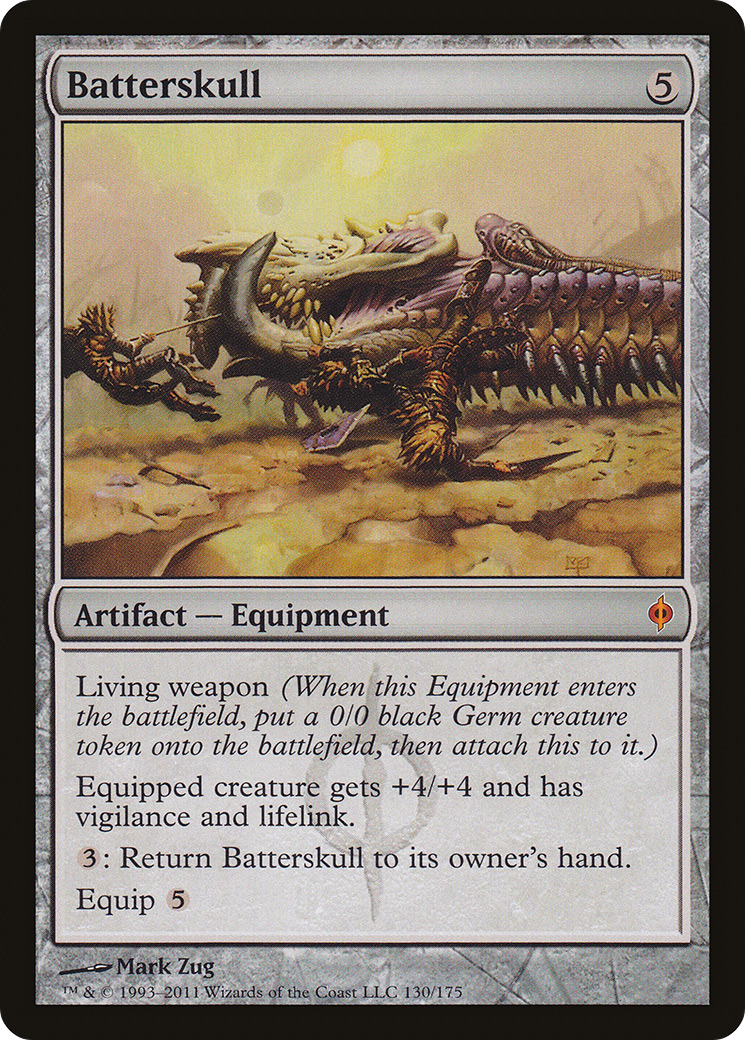 Batterskull 5
Artifact — Equipment
Living weapon (When this Equipment enters
the battlefield, put a 0/0 black Germ creature
token onto the battlefield, then attach this to it.)
Equipped creature gets +4/+4 and has
vigilance and lifelink.
3: Return Batterskull to its owner's hand.
Equip 5
Mark Zug
™ & © 1993–2011 Wizards of the Coast LLC 130/175